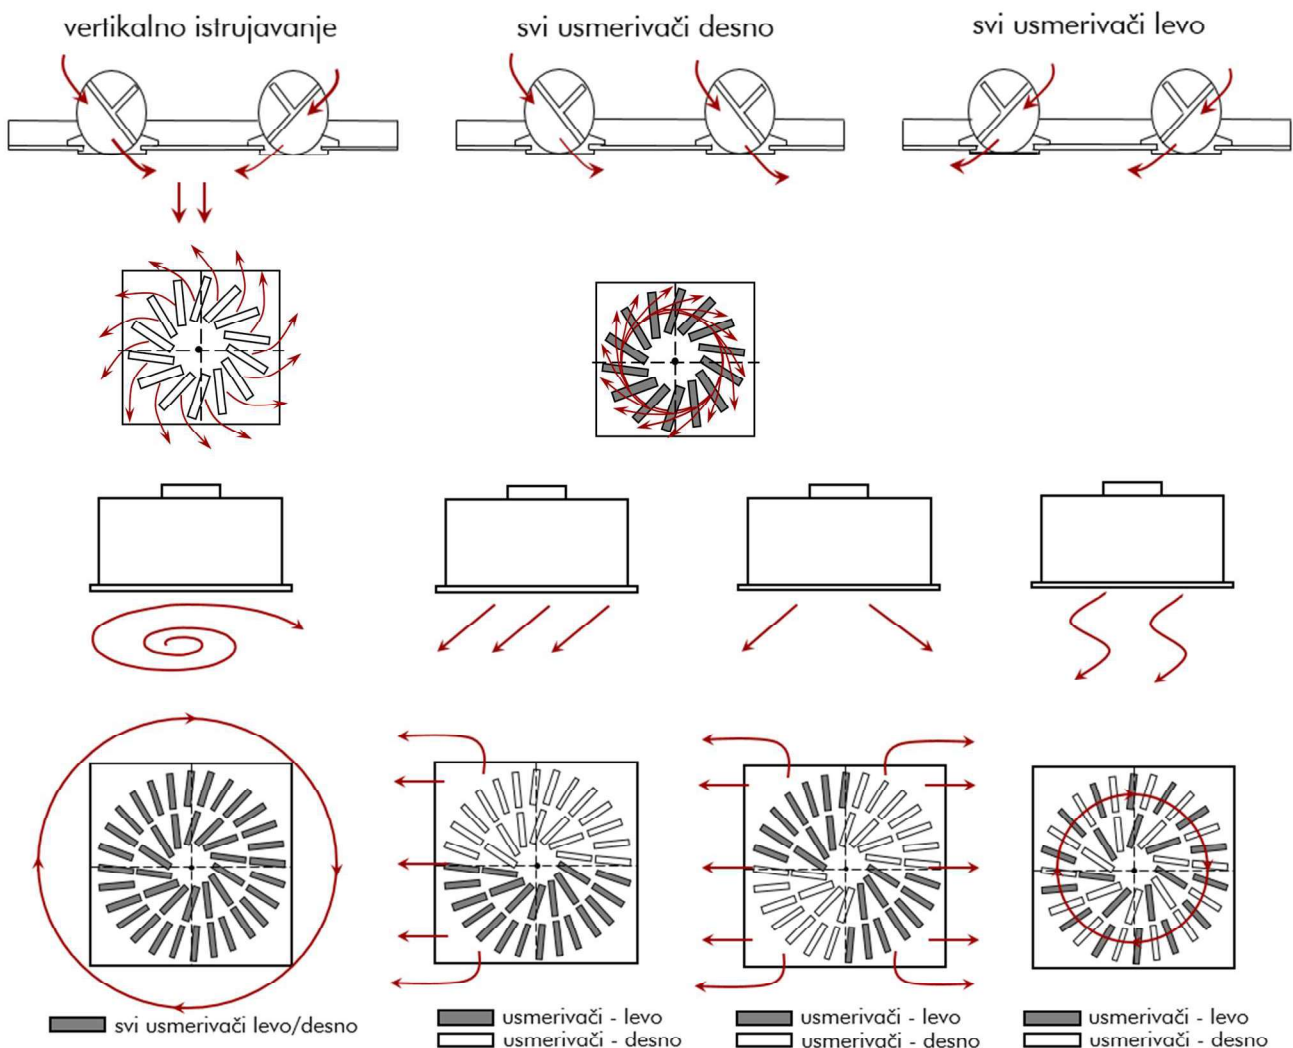 vertikalno istrujavanje
svi usmerivači desno
svi usmerivači levo
svi usmerivači levo/desno
usmerivači - levo
usmerivači - desno
usmerivači - levo
usmerivači - desno
usmerivači - levo
usmerivači - desno